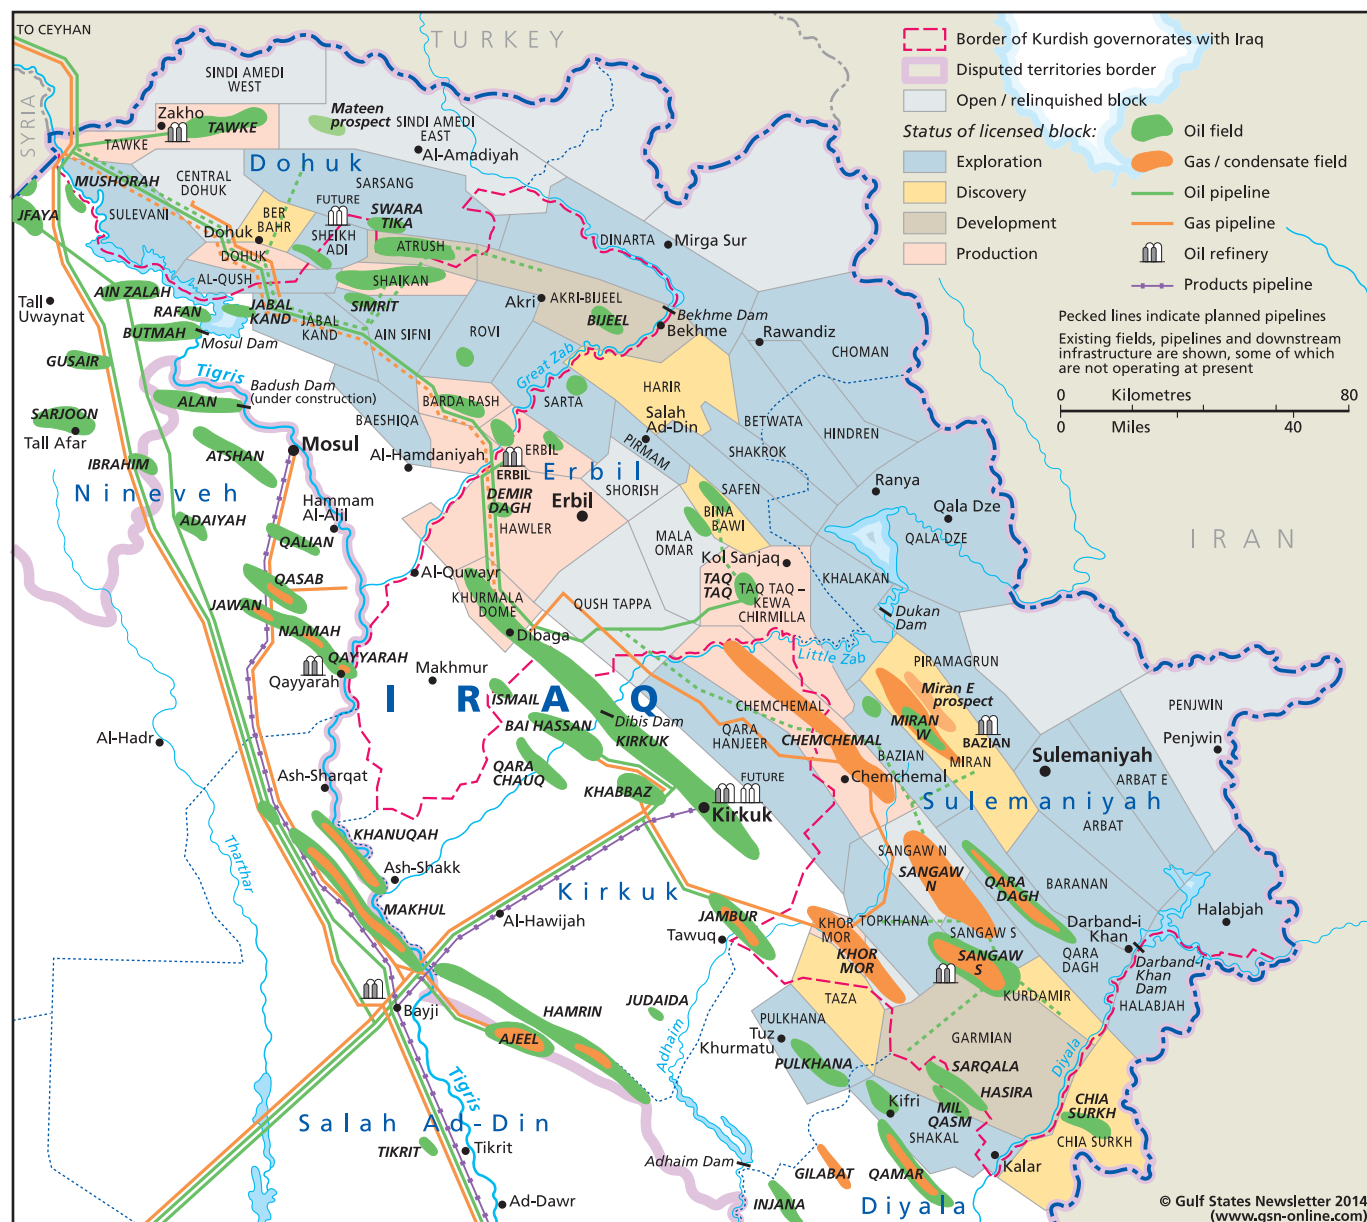 TO CEYHAN
TURKEY
SYRIA
IRAN
Border of Kurdish governorates with Iraq
Disputed territories border
Open / relinquished block
Status of licensed block:
Exploration
Discovery
Development
Production
Oil field
Gas / condensate field
Oil pipeline
Gas pipeline
Oil refinery
Products pipeline
Pecked lines indicate planned pipelines
Existing fields, pipelines and downstream
infrastructure are shown, some of which
are not operating at present
0 Kilometres 80
0 Miles 40
SINDI AMEDI
WEST
Zakho
TAWKE
TAWKE
Mateen
prospect
SINDI AMEDI
EAST
Al-Amadiyah
Dohuk
MUSHORAH
CENTRAL
DOHUK
SARSANG
JFAYA
SULEVANI
BER
BAHR
FUTURE
SWARA
TIKA
Dohuk
SHEIKH
ADI
ATRUSH
DINARTA
Mirga Sur
DOHUK
AL-QUSH
SHAIKAN
AIN ZALAH
Tall
Uwaynat
RAFAN
JABAL
KAND
SIMRIT
Akri
AKRI-BIJEEL
BIJEEL
Bekhme Dam
Bekhme
Rawandiz
BUTMAH
JABAL
KAND
AIN SIFNI
ROVI
Mosul Dam
CHOMAN
GUSAIR
Tigris
Badush Dam
(under construction)
Great Zab
HARIR
ALAN
BARDA RASH
SARTA
SARJOON
Tall Afar
BAESHIQA
Salah
Ad-Din
BETWATA
Mosul
HINDREN
IBRAHIM
ATSHAN
Al-Hamdaniyah
ERBIL
ERBIL
Erbil
PIRMAM
SHAKROK
Nineveh
Hammam
Al-Alil
DEMIR
DAGH
Erbil
SHORISH
SAFEN
Ranya
Qala Dze
ADAIYAH
HAWLER
BINA
BAWI
QALA DZE
QALIAN
MALA
OMAR
Kol Sanjaq
QASAB
Al-Quwayr
TAQ
TAQ
TAQ TAQ –
KEWA
CHIRMILLA
KHALAKAN
JAWAN
KHURMALA
DOME
QUSH TAPPA
Dukan
Dam
NAJMAH
Dibaga
QAYYARAH
Qayyarah
Makhmur
Little Zab
PIRAMAGRUN
IRAQ
Miran E
prospect
ISMAIL
CHEMCHEMAL
PENJWIN
Al-Hadr
BAI HASSAN
Dibis Dam
KIRKUK
QARA
HANJEER
CHEMCHEMAL
MIRAN
W
BAZIAN
Penjwin
BAZIAN
MIRAN
Sulemaniyah
Ash-Sharqat
QARA
CHAUQ
KHABBAZ
FUTURE
Chemchemal
ARBAT E
Kirkuk
Sulemaniyah
ARBAT
KHANUQAH
Tharthar
SANGAW N
SANGAW
N
QARA
DAGH
BARANAN
Ash-Shakk
Kirkuk
MAKHUL
Al-Hawijah
JAMBUR
KHOR
MOR
TOPKHANA
Halabjah
Tawuq
SANGAW S
Darband-i
Khan
KHOR
MOR
SANGAW
S
QARA
DAGH
Darband-i
Khan
Dam
Bayji
HAMRIN
JUDAIDA
TAZA
KURDAMIR
HALABJAH
AJEEL
PULKHANA
Tuz
Khurmatu
GARMIAN
Adhaim
PULKHANA
SARQALA
Diyala
HASIRA
CHIA
SURKH
Tigris
Kifri
MIL
QASM
Salah Ad-Din
SHAKAL
CHIA SURKH
TIKRIT
Tikrit
Adhaim Dam
GILABAT
QAMAR
Kalar
Ad-Dawr
INJANA
Diyala
© Gulf States Newsletter 2014
(www.gsn-online.com)